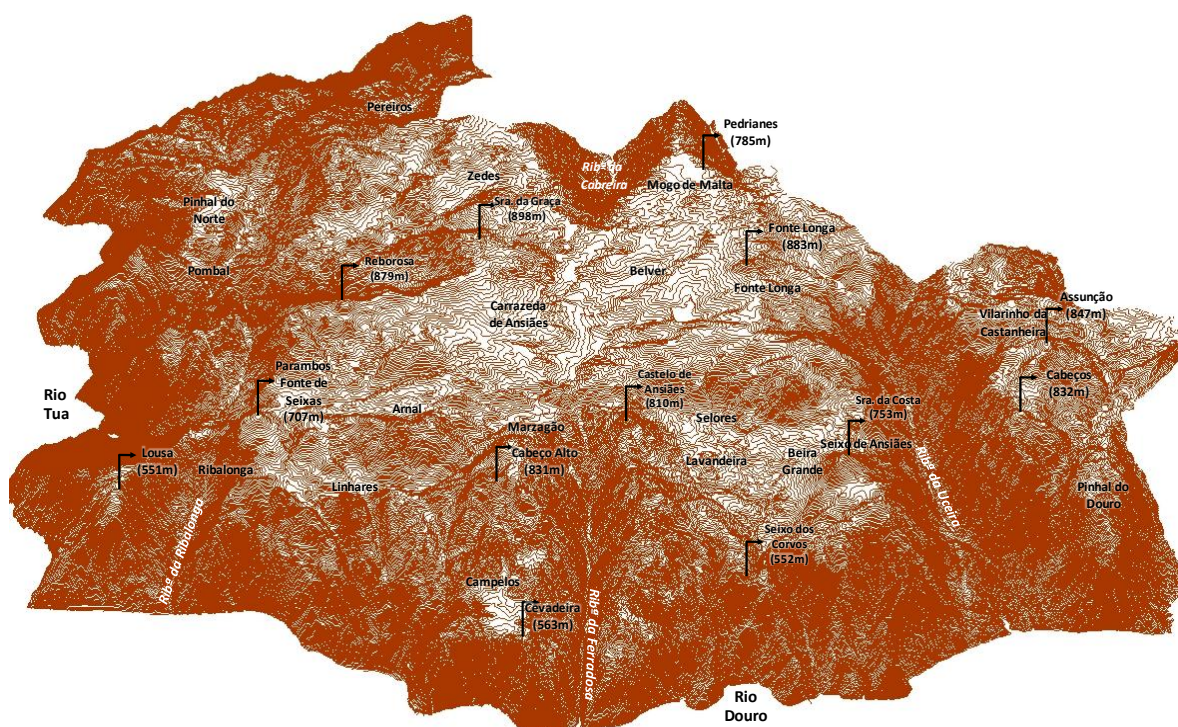 Pereiros
Pedrianes
(785m)
Ribª da
Cabreira
Zedes
Mogo de Malta
Pinhal do
Norte
Sra. da Graça
(898m)
Fonte Longa
(883m)
Pombal
Reborosa
(879m)
Belver
Fonte Longa
Assunção
(847m)
Carrazeda
de Ansiães
Vilarinho da
Castanheira
Parambos
Fonte de
Seixas
(707m)
Castelo de
Ansiães
(810m)
Cabeços
(832m)
Rio
Tua
Amal
Selores
Sra. da Costa
(753m)
Marzagão
Seixo de Ansiães
Lousa
(551m)
Ribalonga
Cabeço Alto
(831m)
Lavandeira
Beira
Grande
Linhares
Pinhal do
Douro
Ribª da Ribalonga
Ribª da Uceira
Seixo dos
Corvos
(552m)
Campelos
Cevadeira
(563m)
Ribª da Ferradosa
Rio
Douro